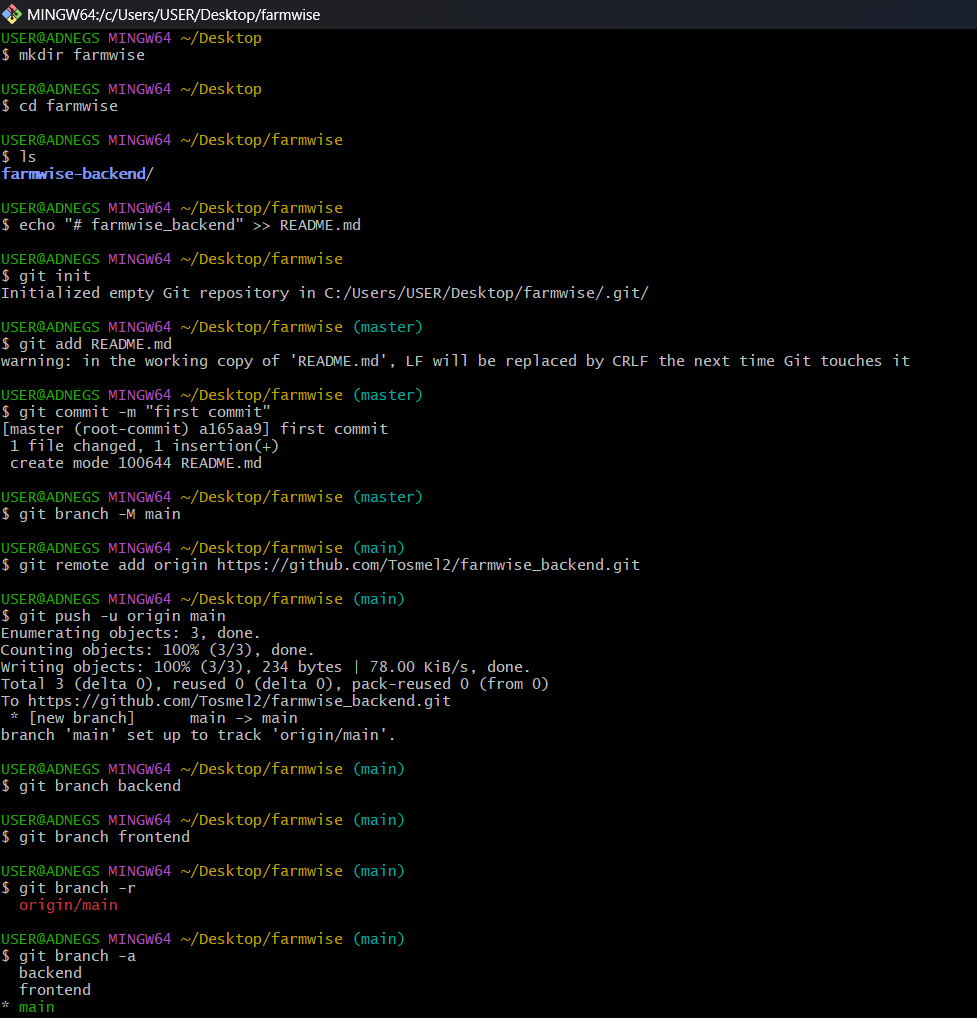 MINGW64:/c/Users/USER/Desktop/farmwise
USER@ADNEGS MINGW64 ~/Desktop
$ mkdir farmwise
USER@ADNEGS MINGW64 ~/Desktop
$ cd farmwise
USER@ADNEGS MINGW64 ~/Desktop/farmwise
$ ls
farmwise-backend/
USER@ADNEGS MINGW64 ~/Desktop/farmwise
$ echo "# farmwise_backend" >> README.md
USER@ADNEGS MINGW64 ~/Desktop/farmwise
$ git init
Initialized empty Git repository in C:/Users/USER/Desktop/farmwise/.git/
USER@ADNEGS MINGW64 ~/Desktop/farmwise (master)
$ git add README.md
warning: in the working copy of 'README.md', LF will be replaced by CRLF the next time Git touches it
USER@ADNEGS MINGW64 ~/Desktop/farmwise (master)
$ git commit -m "first commit"
[master (root-commit) a165aa9] first commit
 1 file changed, 1 insertion(+)
 create mode 100644 README.md
USER@ADNEGS MINGW64 ~/Desktop/farmwise (master)
$ git branch -M main
USER@ADNEGS MINGW64 ~/Desktop/farmwise (main)
$ git remote add origin https://github.com/Tosmel2/farmwise_backend.git
USER@ADNEGS MINGW64 ~/Desktop/farmwise (main)
$ git push -u origin main
Enumerating objects: 3, done.
Counting objects: 100% (3/3), done.
Writing objects: 100% (3/3), 234 bytes | 78.00 KiB/s, done.
Total 3 (delta 0), reused 0 (delta 0), pack-reused 0 (from 0)
To https://github.com/Tosmel2/farmwise_backend.git
 * [new branch]      main -> main
branch 'main' set up to track 'origin/main'.
USER@ADNEGS MINGW64 ~/Desktop/farmwise (main)
$ git branch backend
USER@ADNEGS MINGW64 ~/Desktop/farmwise (main)
$ git branch frontend
USER@ADNEGS MINGW64 ~/Desktop/farmwise (main)
$ git branch -r
  origin/main
USER@ADNEGS MINGW64 ~/Desktop/farmwise (main)
$ git branch -a
  backend
  frontend
* main